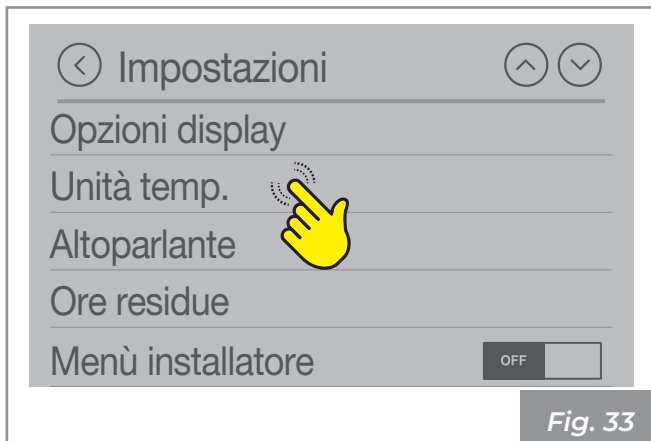 Impostazioni
Opzioni display
Unità temp.
Altoparlante
Ore residue
Menù installatore
OFF
Fig. 33